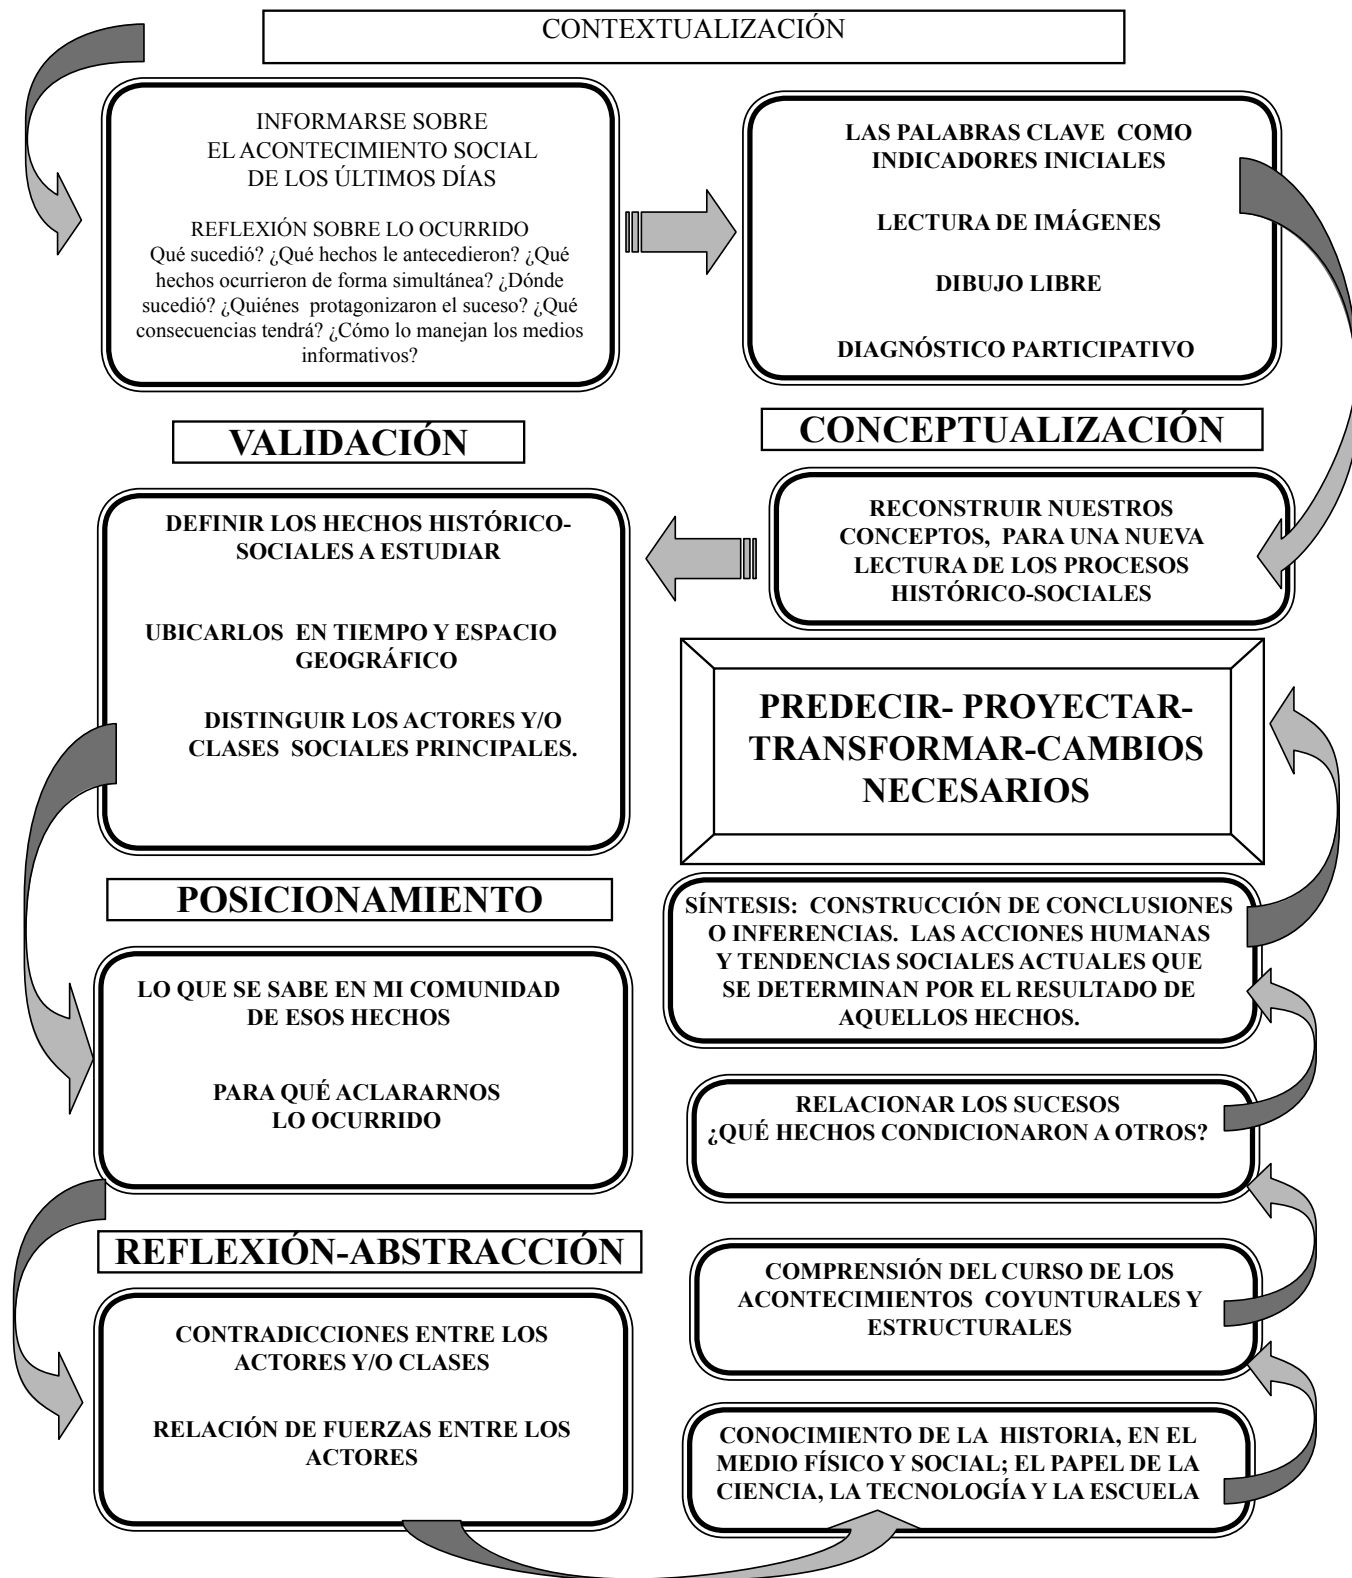 CONTEXTUALIZACIÓN
INFORMARSE SOBRE
EL ACONTECIMIENTO SOCIAL
DE LOS ÚLTIMOS DÍAS
REFLEXIÓN SOBRE LO OCURRIDO
Qué sucedió? ¿Qué hechos le antecedieron? ¿Qué
hechos ocurrieron de forma simultánea? ¿Dónde
sucedió? ¿Quiénes protagonizaron el suceso? ¿Qué
consecuencias tendrá? ¿Cómo lo manejan los medios
informativos?
LAS PALABRAS CLAVE COMO
INDICADORES INICIALES
LECTURA DE IMÁGENES
DIBUJO LIBRE
DIAGNÓSTICO PARTICIPATIVO
CONCEPTUALIZACIÓN
RECONSTRUIR NUESTROS
CONCEPTOS, PARA UNA NUEVA
LECTURA DE LOS PROCESOS
HISTÓRICO-SOCIALES
VALIDACIÓN
DEFINIR LOS HECHOS HISTÓRICO-
SOCIALES A ESTUDIAR
UBICARLOS EN TIEMPO Y ESPACIO
GEOGRÁFICO
DISTINGUIR LOS ACTORES Y/O
CLASES SOCIALES PRINCIPALES.
POSICIONAMIENTO
LO QUE SE SABE EN MI COMUNIDAD
DE ESOS HECHOS
PARA QUÉ ACLARARNOS
LO OCURRIDO
REFLEXIÓN-ABSTRACCIÓN
CONTRADICCIONES ENTRE LOS
ACTORES Y/O CLASES
RELACIÓN DE FUERZAS ENTRE LOS
ACTORES
CONOCIMIENTO DE LA HISTORIA, EN EL
MEDIO FÍSICO Y SOCIAL; EL PAPEL DE LA
CIENCIA, LA TECNOLOGÍA Y LA ESCUELA
COMPRENSIÓN DEL CURSO DE LOS
ACONTECIMIENTOS COYUNTURALES Y
ESTRUCTURALES
RELACIONAR LOS SUCESOS
¿QUÉ HECHOS CONDICIONARON A OTROS?
SÍNTESIS: CONSTRUCCIÓN DE CONCLUSIONES
O INFERENCIAS. LAS ACCIONES HUMANAS
Y TENDENCIAS SOCIALES ACTUALES QUE
SE DETERMINAN POR EL RESULTADO DE
AQUELLOS HECHOS.
PREDECIR- PROYECTAR-
TRANSFORMAR-CAMBIOS
NECESARIOS